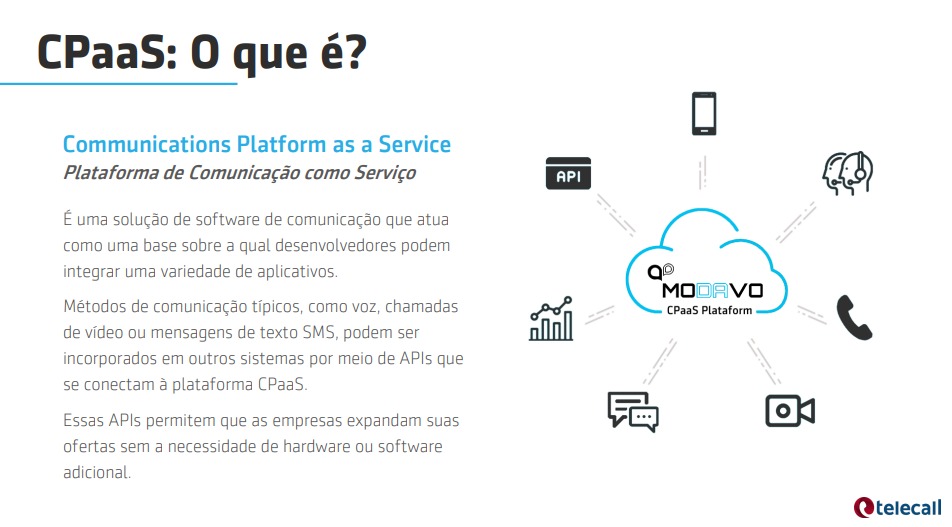 CPaaS: O que é?
Communications Platform as a Service
Plataforma de Comunicação como Serviço
É uma solução de software de comunicação que atua
como uma base sobre a qual desenvolvedores podem
integrar uma variedade de aplicativos.
Métodos de comunicação típicos, como voz, chamadas
de vídeo ou mensagens de texto SMS, podem ser
incorporados em outros sistemas por meio de APIs que
se conectam à plataforma CPaaS.
Essas APIs permitem que as empresas expandam suas
ofertas sem a necessidade de hardware ou software
adicional.
API
MODAVO
CPaaS Plataform
telecall